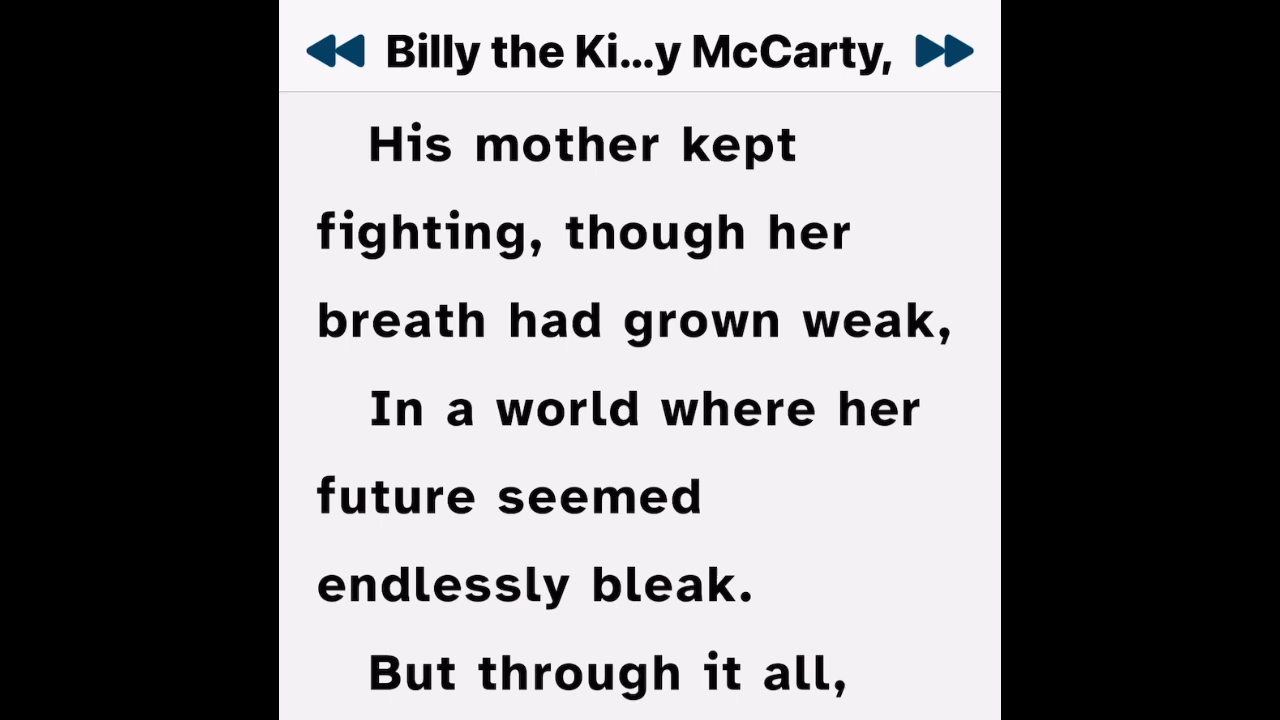 Billy the Ki...y McCarty,
His mother kept
fighting, though her
breath had grown weak,
In a world where her
future seemed
endlessly bleak.
But through it all,